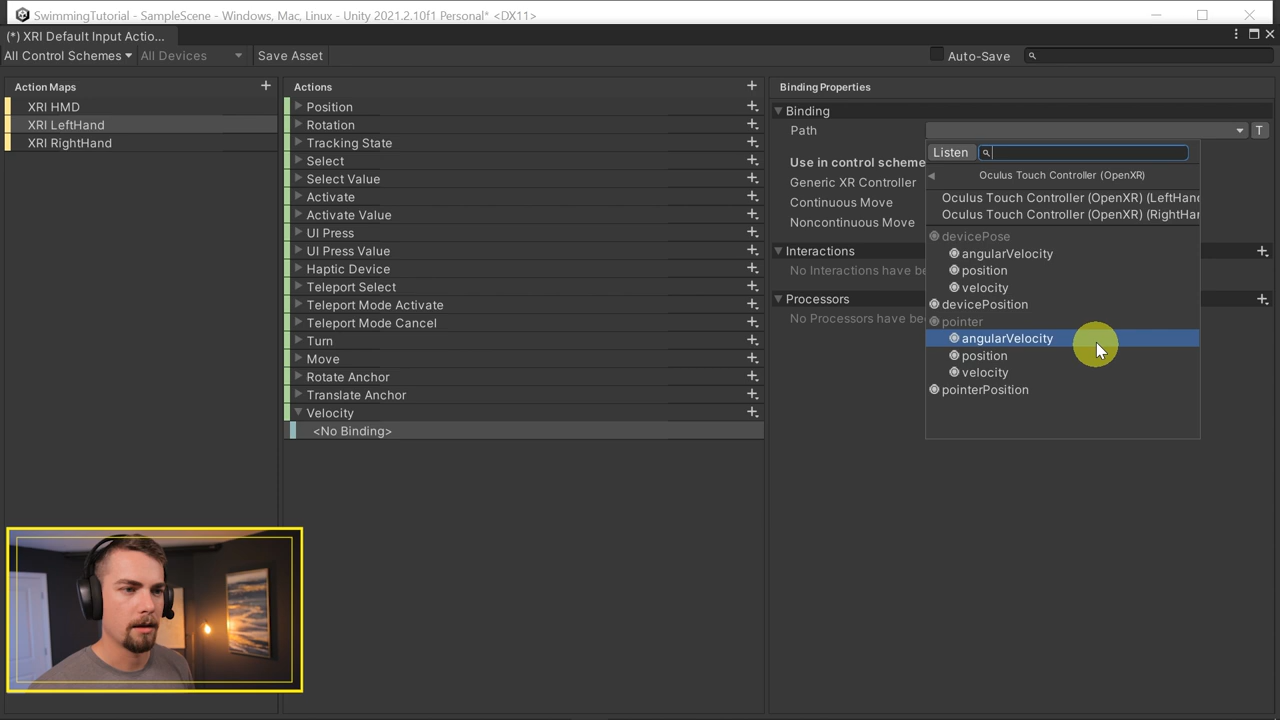 SwimmingTutorial - SampleScene - Windows, Mac, Linux - Unity 2021.2.10f1 Personal* <DX11>
(*) XRI Default Input Actio...
All Control Schemes
All Devices
Save Asset
Auto-Save
Action Maps
XRI HMD
XRI LeftHand
XRI RightHand
Actions
Position
Rotation
Tracking State
Select
Select Value
Activate
Activate Value
UI Press
UI Press Value
Haptic Device
Teleport Select
Teleport Mode Activate
Teleport Mode Cancel
Turn
Move
Rotate Anchor
Translate Anchor
Velocity
<No Binding>
Binding Properties
Binding
Path
T
Use in control scheme
Generic XR Controller
Continuous Move
Noncontinuous Move
Interactions
No Interactions have be
Processors
No Processors have be
Listen
Oculus Touch Controller (OpenXR)
Oculus Touch Controller (OpenXR) (LeftHan
Oculus Touch Controller (OpenXR) (RightHa
devicePose
angularVelocity
position
velocity
devicePosition
pointer
angularVelocity
position
velocity
pointerPosition